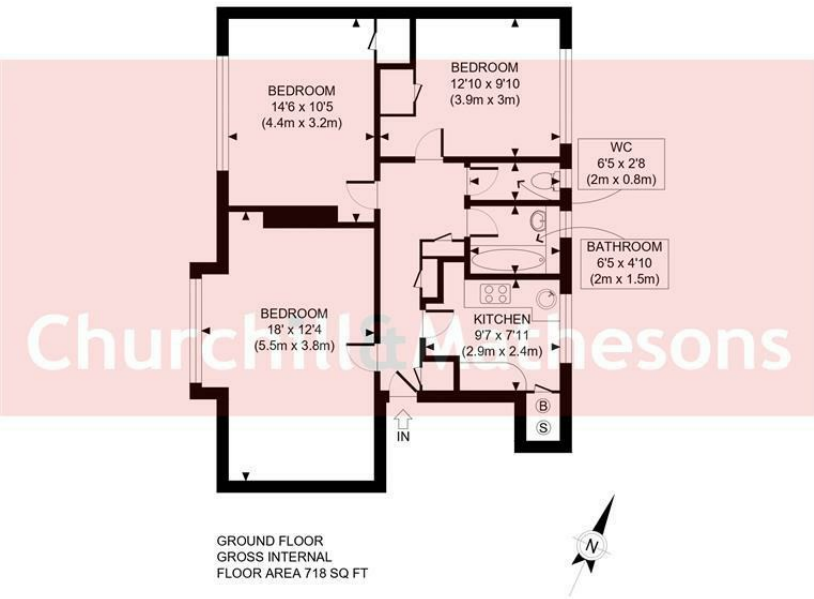 BEDROOM
14'6 x 10'5
(4.4m x 3.2m)
BEDROOM
12'10 x 9'10
(3.9m x 3m)
WC
6'5 x 2'8
(2m x 0.8m)
BATHROOM
6'5 x 4'10
(2m x 1.5m)
BEDROOM
18' x 12'4
(5.5m x 3.8m)
KITCHEN
9'7 x 7'11
(2.9m x 2.4m)
Churchill & Mathesons
B
S
IN
GROUND FLOOR
GROSS INTERNAL
FLOOR AREA 718 SQ FT
N